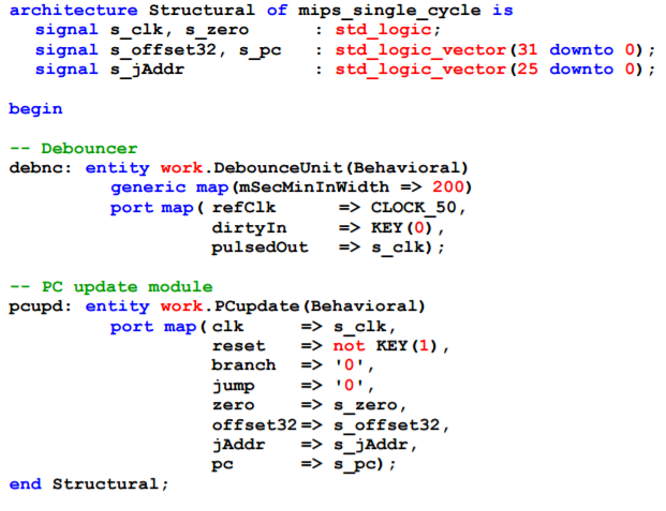 architecture Structural of mips_single_cycle is
signal s_clk, s_zero : std_logic;
signal s_offset32, s_pc : std_logic_vector(31 downto 0);
signal s_jAddr : std_logic_vector(25 downto 0);
begin
-- Debouncer
debnc: entity work.DebounceUnit(Behavioral)
generic map(mSecMinInWidth => 200)
port map( refClk => CLOCK_50,
dirtyIn => KEY(0),
pulsedOut => s_clk);
-- PC update module
pcupd: entity work.PCupdate(Behavioral)
port map( clk => s_clk,
reset => not KEY(1),
branch => '0',
jump => '0',
zero => s_zero,
offset32 => s_offset32,
jAddr => s_jAddr,
pc => s_pc);
end Structural;